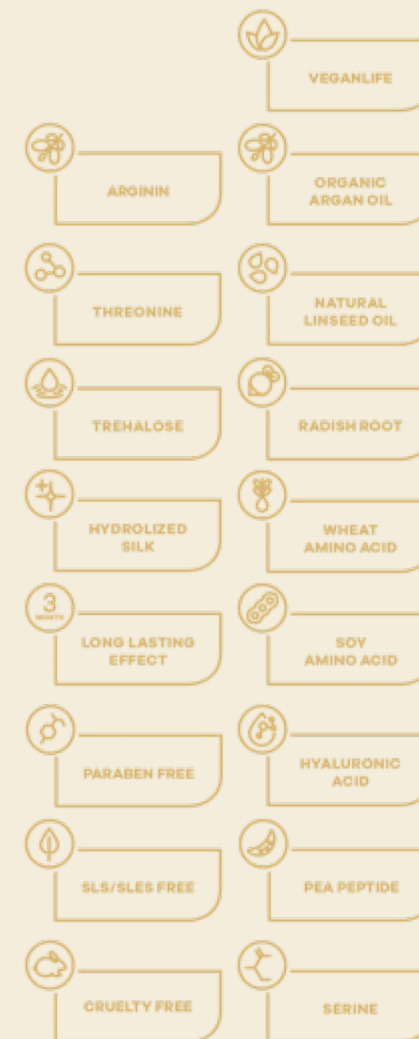 VEGANLIFE
ARGININ
ORGANIC
ARGAN OIL
THREONINE
NATURAL
LINSEED OIL
TREHALOSE
RADISH ROOT
HYDROLIZED
SILK
WHEAT
AMINO ACID
3
MONTH
LONG LASTING
EFFECT
SOY
AMINO ACID
PARABEN FREE
HYALURONIC
ACID
SLS/SLES FREE
PEA PEPTIDE
CRUELTY FREE
SERINE